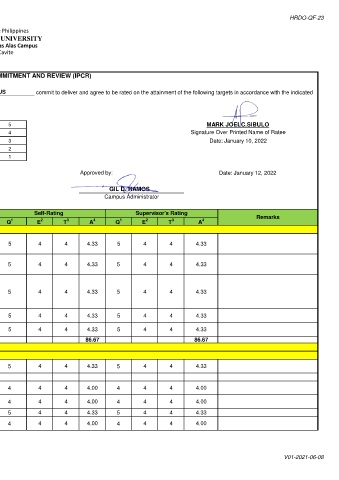 HRDO-QF-23
Philippines
UNIVERSITY
as Alas Campus
Cavite
MMITMENT AND REVIEW (IPCR)
US commit to deliver and agree to be rated on the attainment of the following targets in accordance with the indicated
MARK JOEL C. SIBULO
Signature Over Printed Name of Ratee
Date: January 10, 2022
5
4
3
2
1
Approved by:
Date: January 12, 2022
GIL D. RAMOS
Campus Administrator
Self-Rating Supervisor's Rating Remarks
Q1 E2 T3 A4 Q1 E2 T3 A4
5 4 4 4.33 5 4 4 4.33
5 4 4 4.33 5 4 4 4.33
5 4 4 4.33 5 4 4 4.33
5 4 4 4.33 5 4 4 4.33
5 4 4 4.33 5 4 4 4.33
86.67 86.67
5 4 4 4.33 5 4 4 4.33
4 4 4 4.00 4 4 4 4.00
4 4 4 4.00 4 4 4 4.00
5 4 4 4.33 5 4 4 4.33
4 4 4 4.00 4 4 4 4.00
V01-2021-06-08